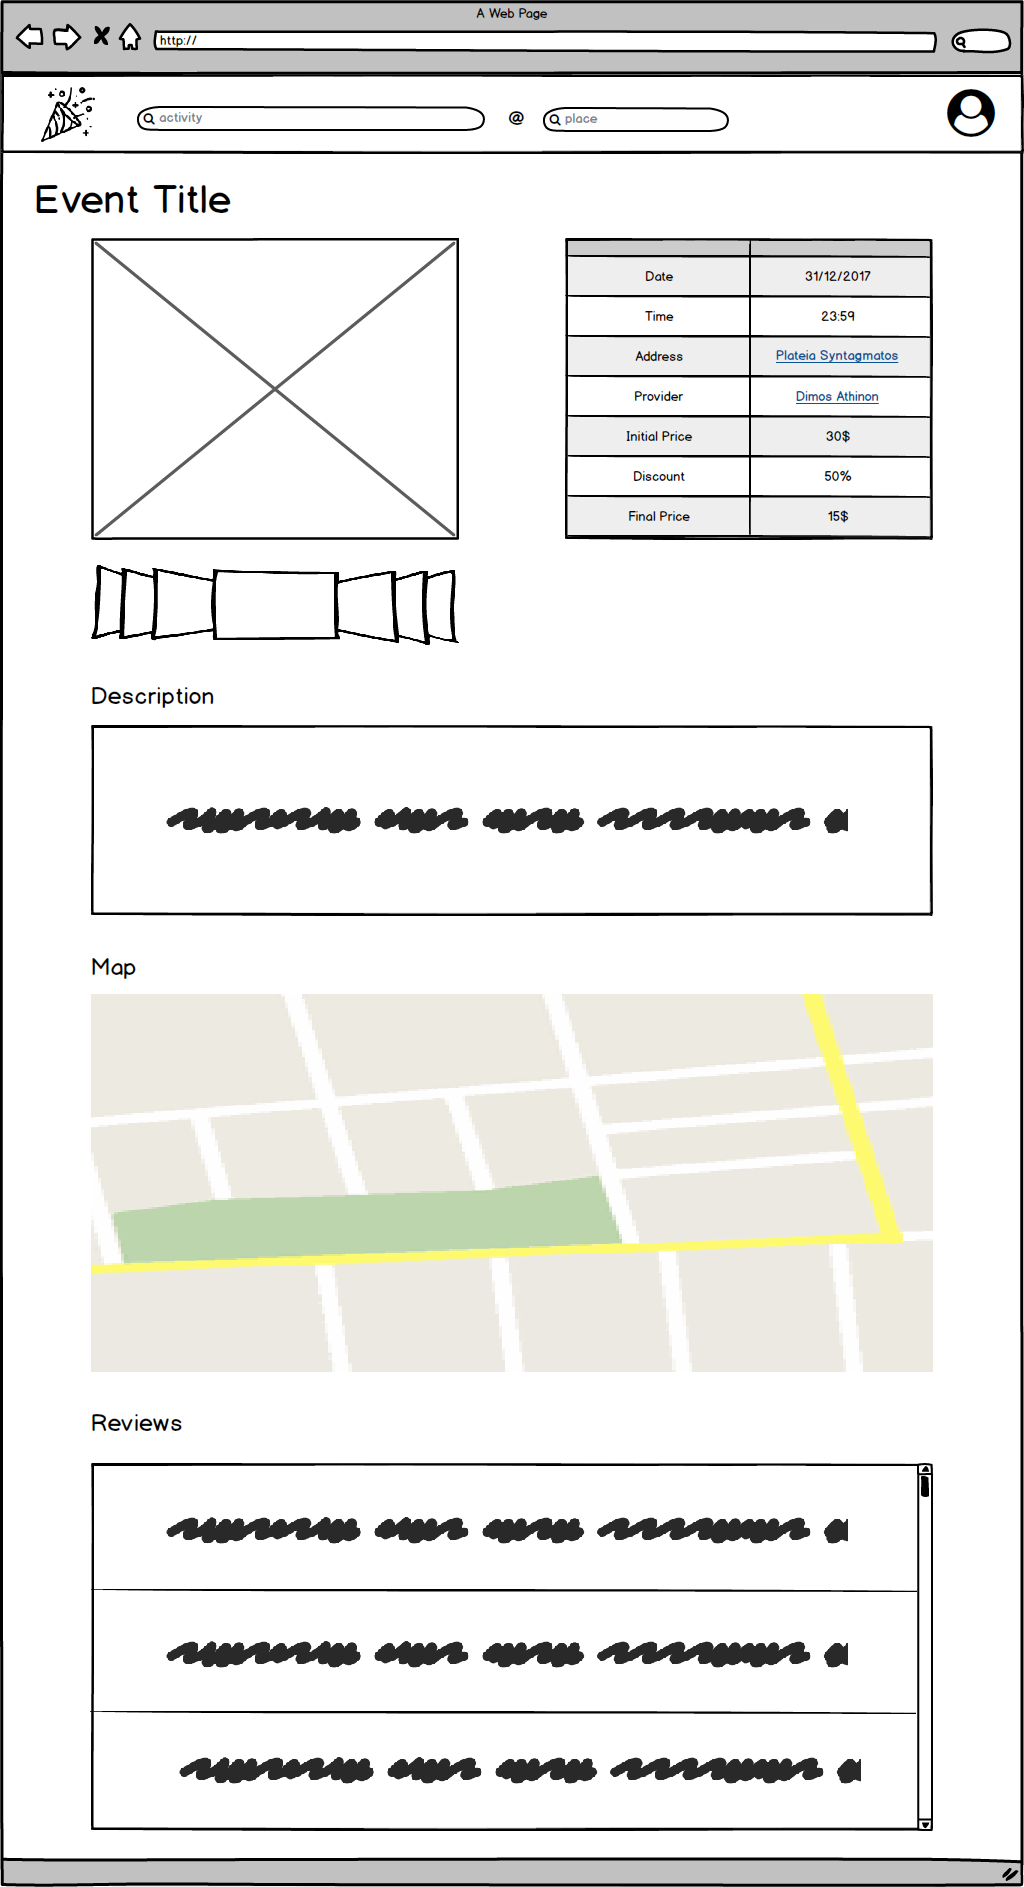 A Web Page
http://
activity @ place
Event Title
Date 31/12/2017
Time 23:59
Address Plateia Syntagmatos
Provider Dimos Athinon
Initial Price 30$
Discount 50%
Final Price 15$
Description
Map
Reviews